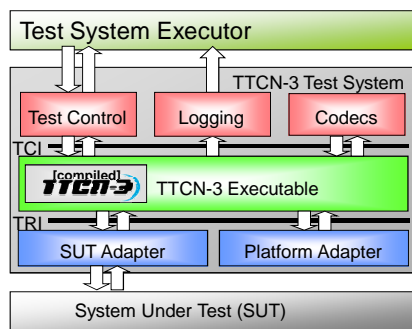 Test System Executor
TTCN-3 Test System
Test Control
Logging
Codecs
TCI
[compiled]
TTCN-3
TTCN-3 Executable
TRI
SUT Adapter
Platform Adapter
System Under Test (SUT)